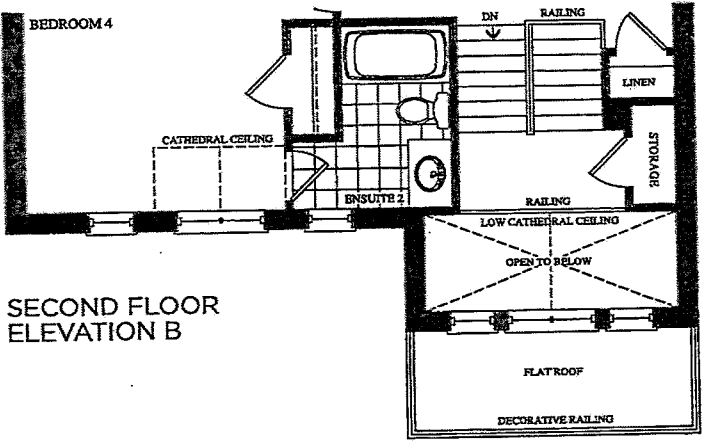 BEDROOM 4
DN
RAILING
LINEN
CATHEDRAL CEILING
STORAGE
ENSUITE 2
RAILING
LOW CATHEDRAL CEILING
OPEN TO BELOW
SECOND FLOOR
ELEVATION B
FLAT ROOF
DECORATIVE RAILING